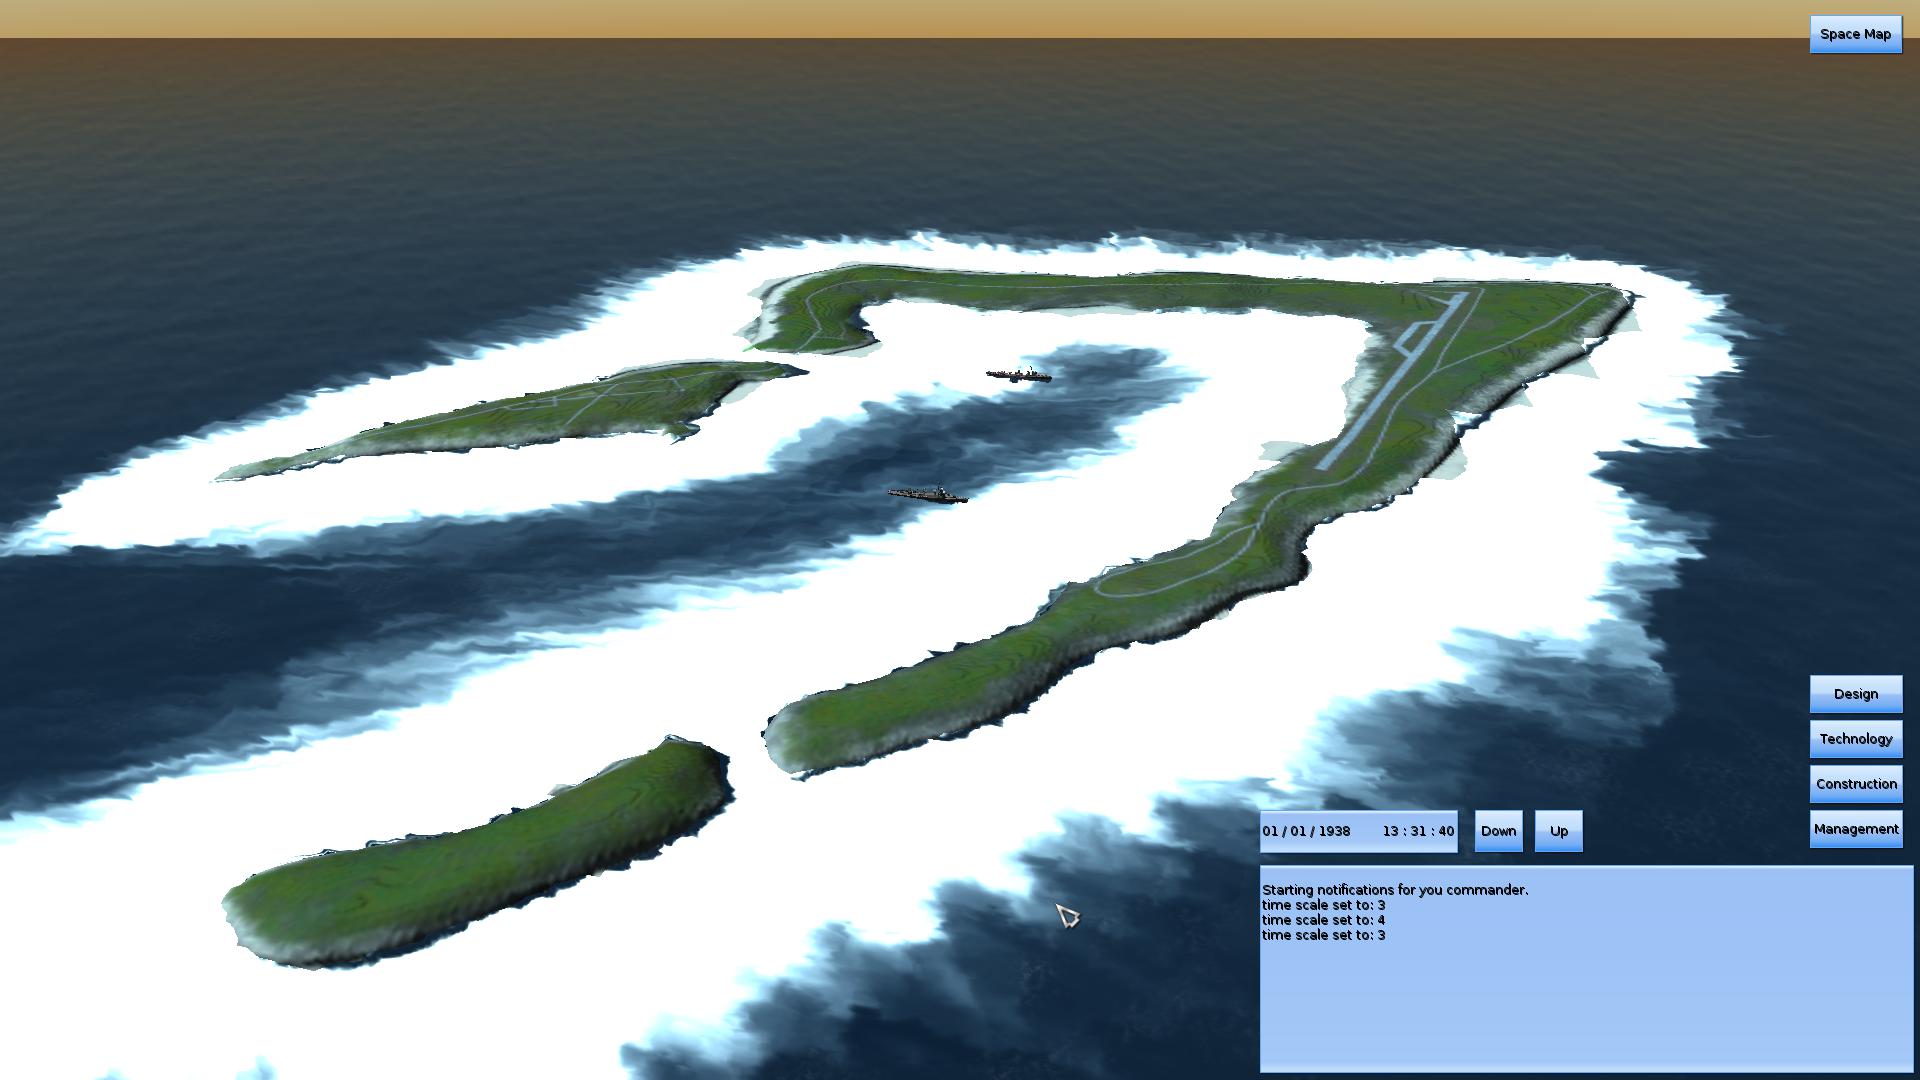 Space Map
Design
Technology
Construction
Management
01 / 01 / 1938 13 : 31 : 40
Down
Up
Starting notifications for you commander.
time scale set to: 3
time scale set to: 4
time scale set to: 3